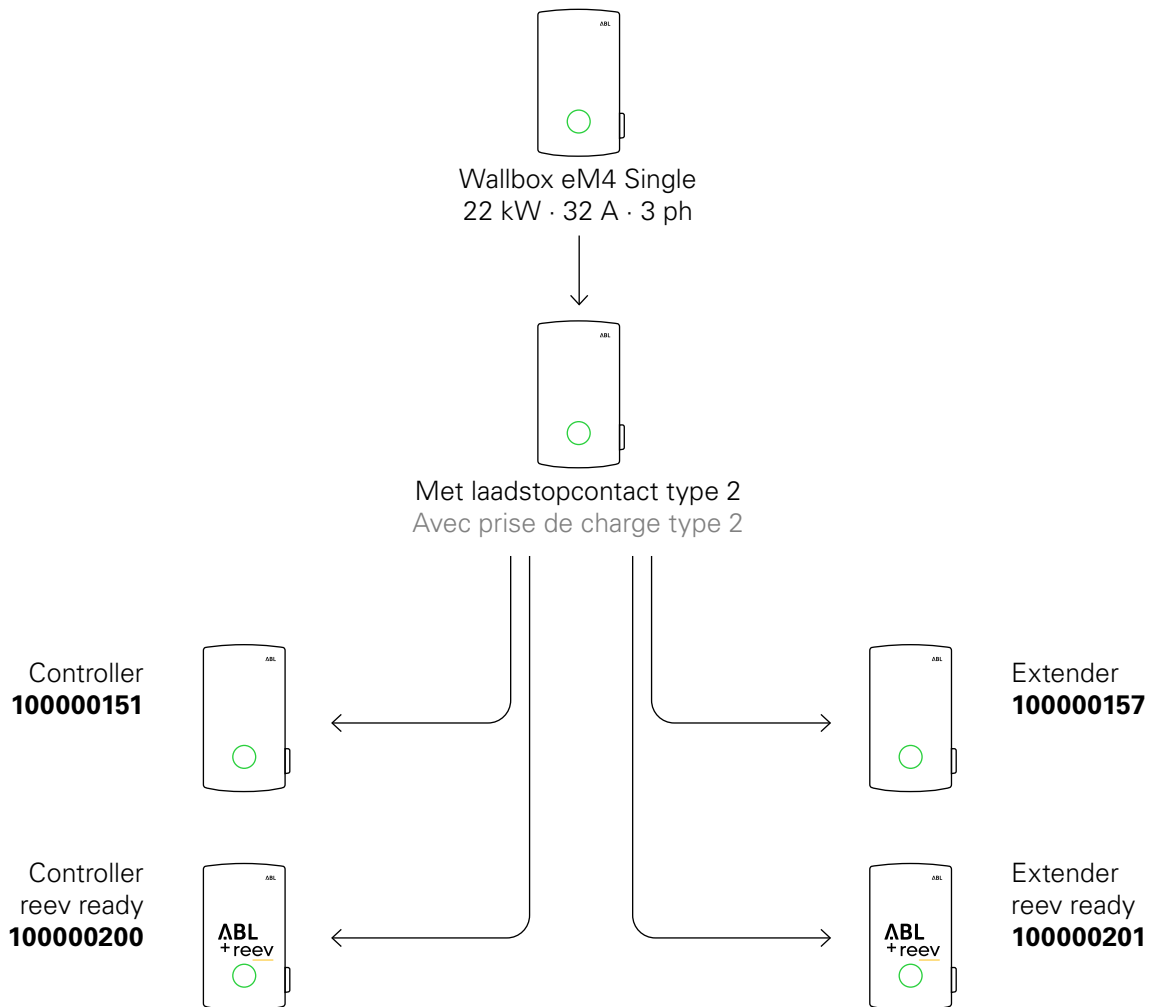 ABL
Wallbox eM4 Single
22 kW · 32 A · 3 ph
ABL
Met laadstopcontact type 2
Avec prise de charge type 2
Controller
100000151
ABL
ABL
Extender
100000157
Controller
reev ready
100000200
ABL
ABL
+reev
ABL
ABL
+reev
Extender
reev ready
100000201